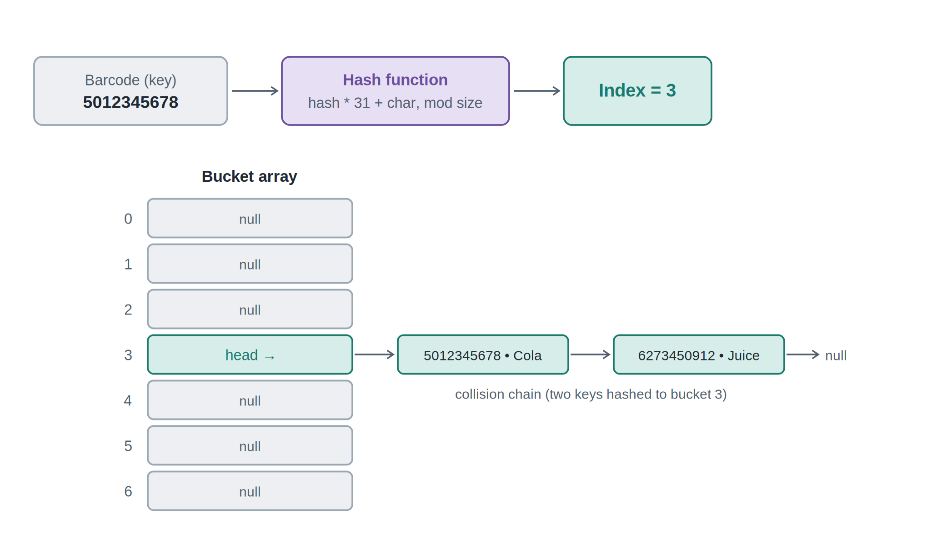 Barcode (key)
5012345678
Hash function
hash * 31 + char, mod size
Index = 3
Bucket array
0
null
1
null
2
null
3
head →
5012345678 • Cola
6273450912 • Juice
null
collision chain (two keys hashed to bucket 3)
4
null
5
null
6
null